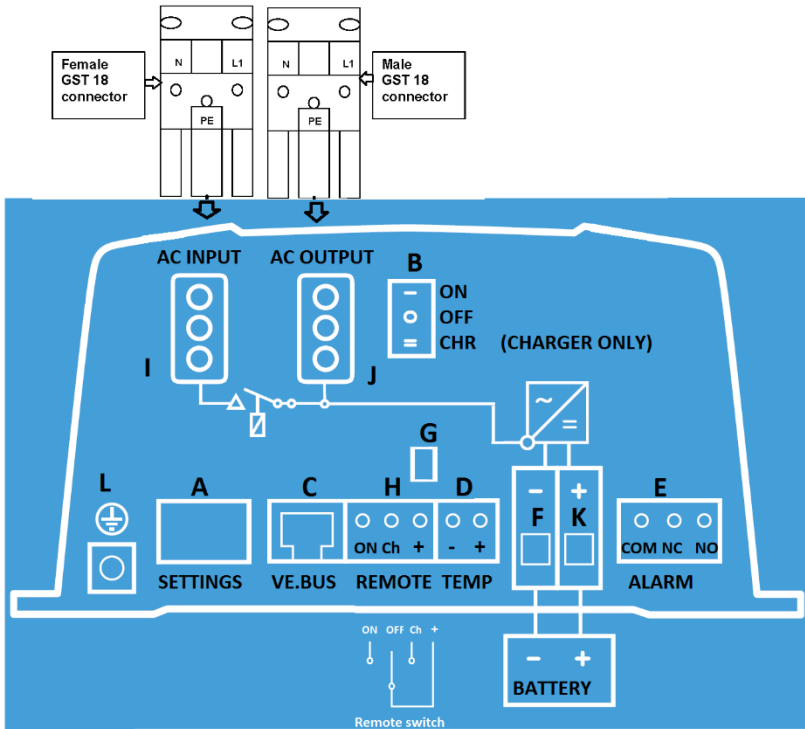 Female
GST 18
connector
N L1
PE
N L1
PE
Male
GST 18
connector
AC INPUT
AC OUTPUT
B
ON
OFF
CHR (CHARGER ONLY)
I
J
~
=
G
L
A
C
H
D
- +
F K
E
ON Ch +
- +
COM NC NO
SETTINGS
VE.BUS
REMOTE
TEMP
ALARM
ON OFF Ch +
Remote switch
- +
BATTERY